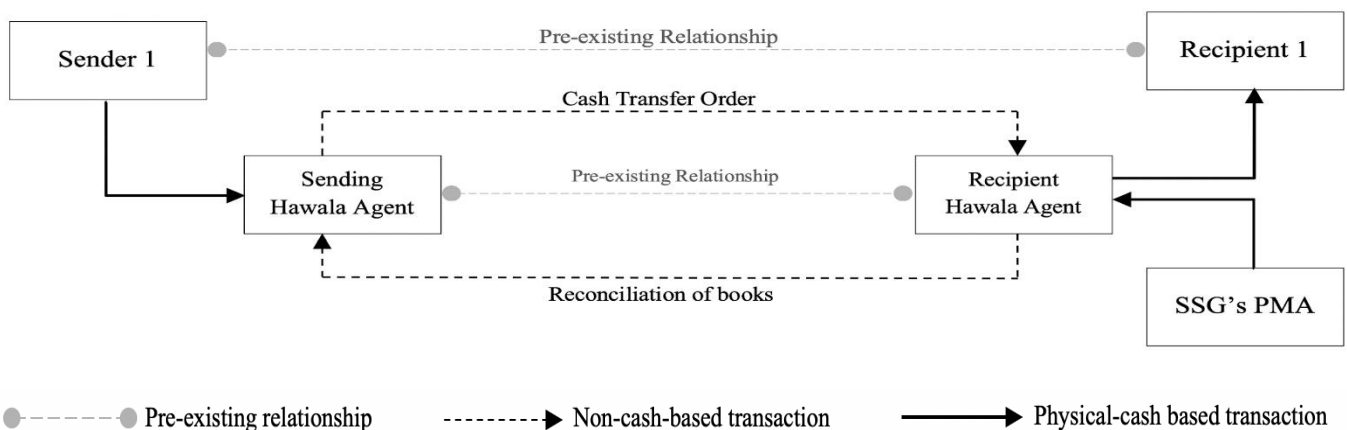 Pre-existing Relationship
Sender 1
Recipient 1
Cash Transfer Order
Sending
Hawala Agent
Pre-existing Relationship
Recipient
Hawala Agent
Reconciliation of books
SSG's PMA
Pre-existing relationship
Non-cash-based transaction
Physical-cash based transaction